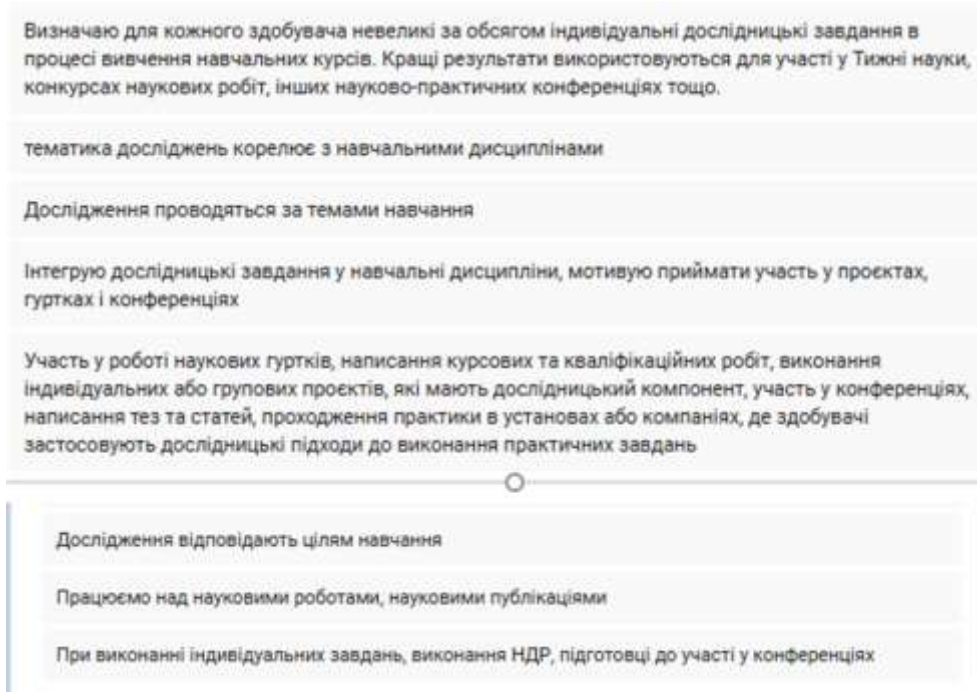 Визначаю для кожного здобувача невеликі за обсягом індивідуальні дослідницькі завдання в
процесі вивчення навчальних курсів. Кращі результати використовуються для участі у Тижні науки,
конкурсах наукових робіт, інших науково-практичних конференціях тощо.
тематика досліджень корелює з навчальними дисциплінами
Дослідження проводяться за темами навчання
Інтегрую дослідницькі завдання у навчальні дисципліни, мотивую приймати участь у проєктах,
гуртках і конференціях
Участь у роботі наукових гуртків, написання курсових та кваліфікаційних робіт, виконання
індивідуальних або групових проєктів, які мають дослідницький компонент, участь у конференціях,
написання тез та статей, проходження практики в установах або компаніях, де здобувачі
застосовують дослідницькі підходи до виконання практичних завдань
Дослідження відповідають цілям навчання
Працюємо над науковими роботами, науковими публікаціями
При виконанні індивідуальних завдань, виконання НДР, підготовці до участі у конференціях